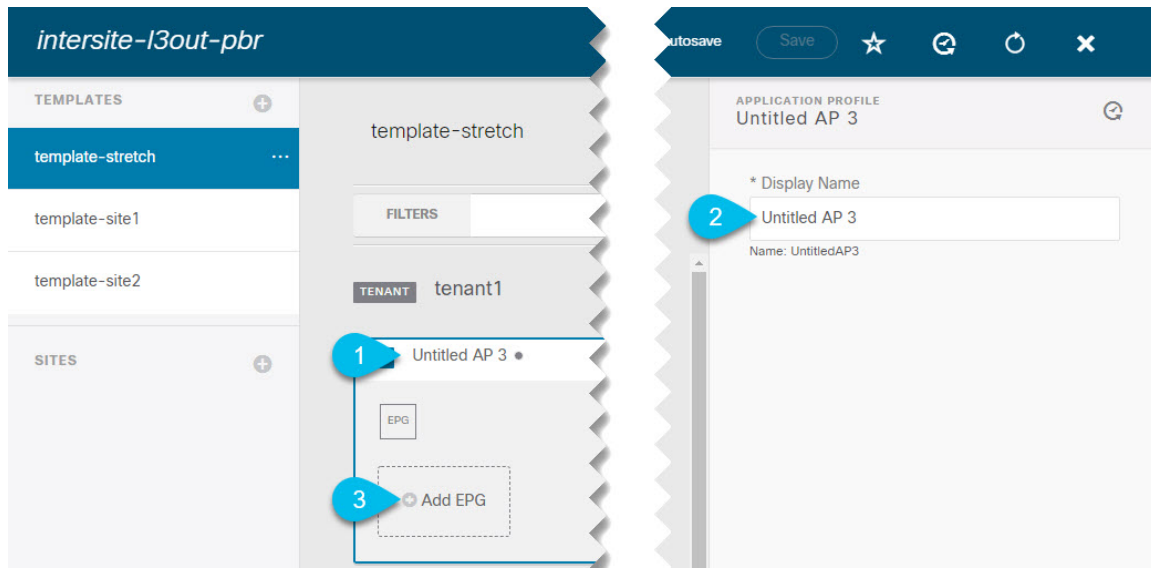 intersite-l3out-pbr
utosave
Save
TEMPLATES
template-stretch
template-site1
template-site2
SITES
template-stretch
FILTERS
TENANT tenant1
1
Untitled AP 3
EPG
3
Add EPG
APPLICATION PROFILE
Untitled AP 3
* Display Name
2
Untitled AP 3
Name: UntitledAP3